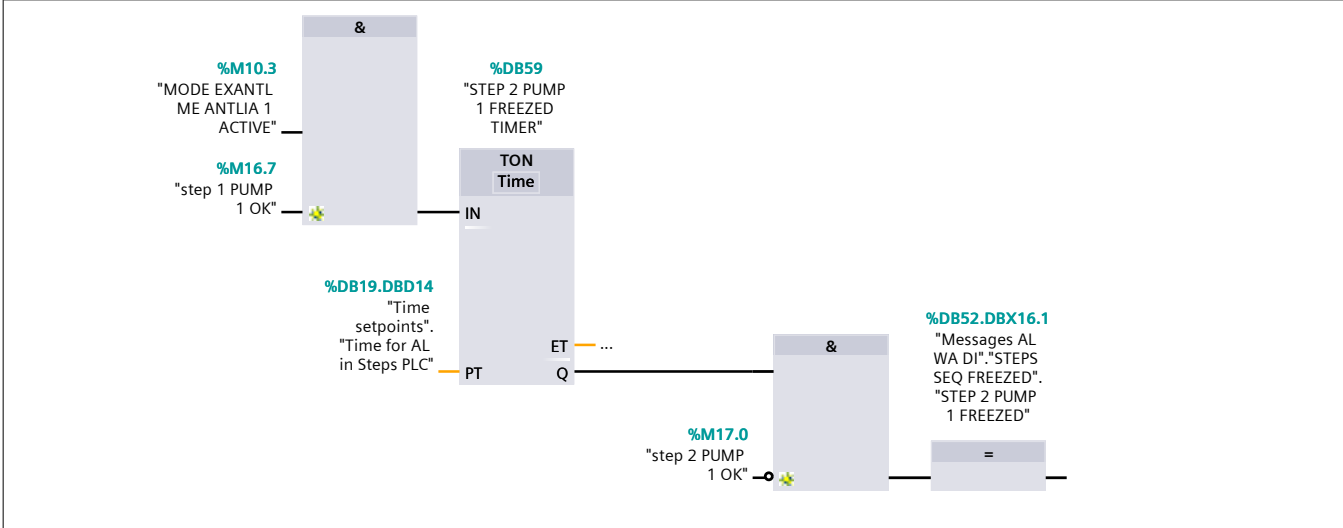 &
%M10.3
"MODE EXANTL
ME ANTLIA 1
ACTIVE"
%M16.7
"step 1 PUMP
1 OK"
%DB59
"STEP 2 PUMP
1 FREEZED
TIMER"
TON
Time
IN
%DB19.DBD14
"Time
setpoints".
"Time for AL
in Steps PLC"
PT
ET
...
Q
&
%M17.0
"step 2 PUMP
1 OK"
%DB52.DBX16.1
"Messages AL
WA DI"."STEPS
SEQ FREEZED".
"STEP 2 PUMP
1 FREEZED"
=